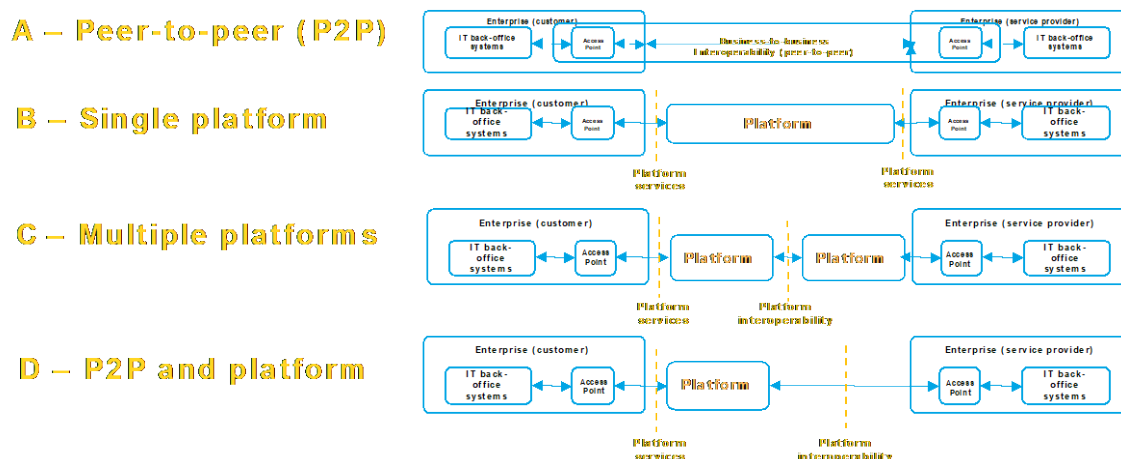 A – Peer-to-peer (P2P)
Enterprise (customer)
IT back-office
systems
Access
Point
Business-to-business
Interoperability (peer-to-peer)
Enterprise (service provider)
Access
Point
IT back-office
systems
B – Single platform
Enterprise (customer)
IT back-
office
systems
Access
Point
Platform
Enterprise (service provider)
Access
Point
IT back-
office
systems
Platform
services
Platform
services
C – Multiple platforms
Enterprise (customer)
IT back-
office
systems
Access
Point
Platform
Platform
Enterprise (service provider)
Access
Point
IT back-
office
systems
Platform
services
Platform
interoperability
D – P2P and platform
Enterprise (customer)
IT back-
office
systems
Access
Point
Platform
Enterprise (service provider)
Access
Point
IT back-
office
systems
Platform
services
Platform
interoperability